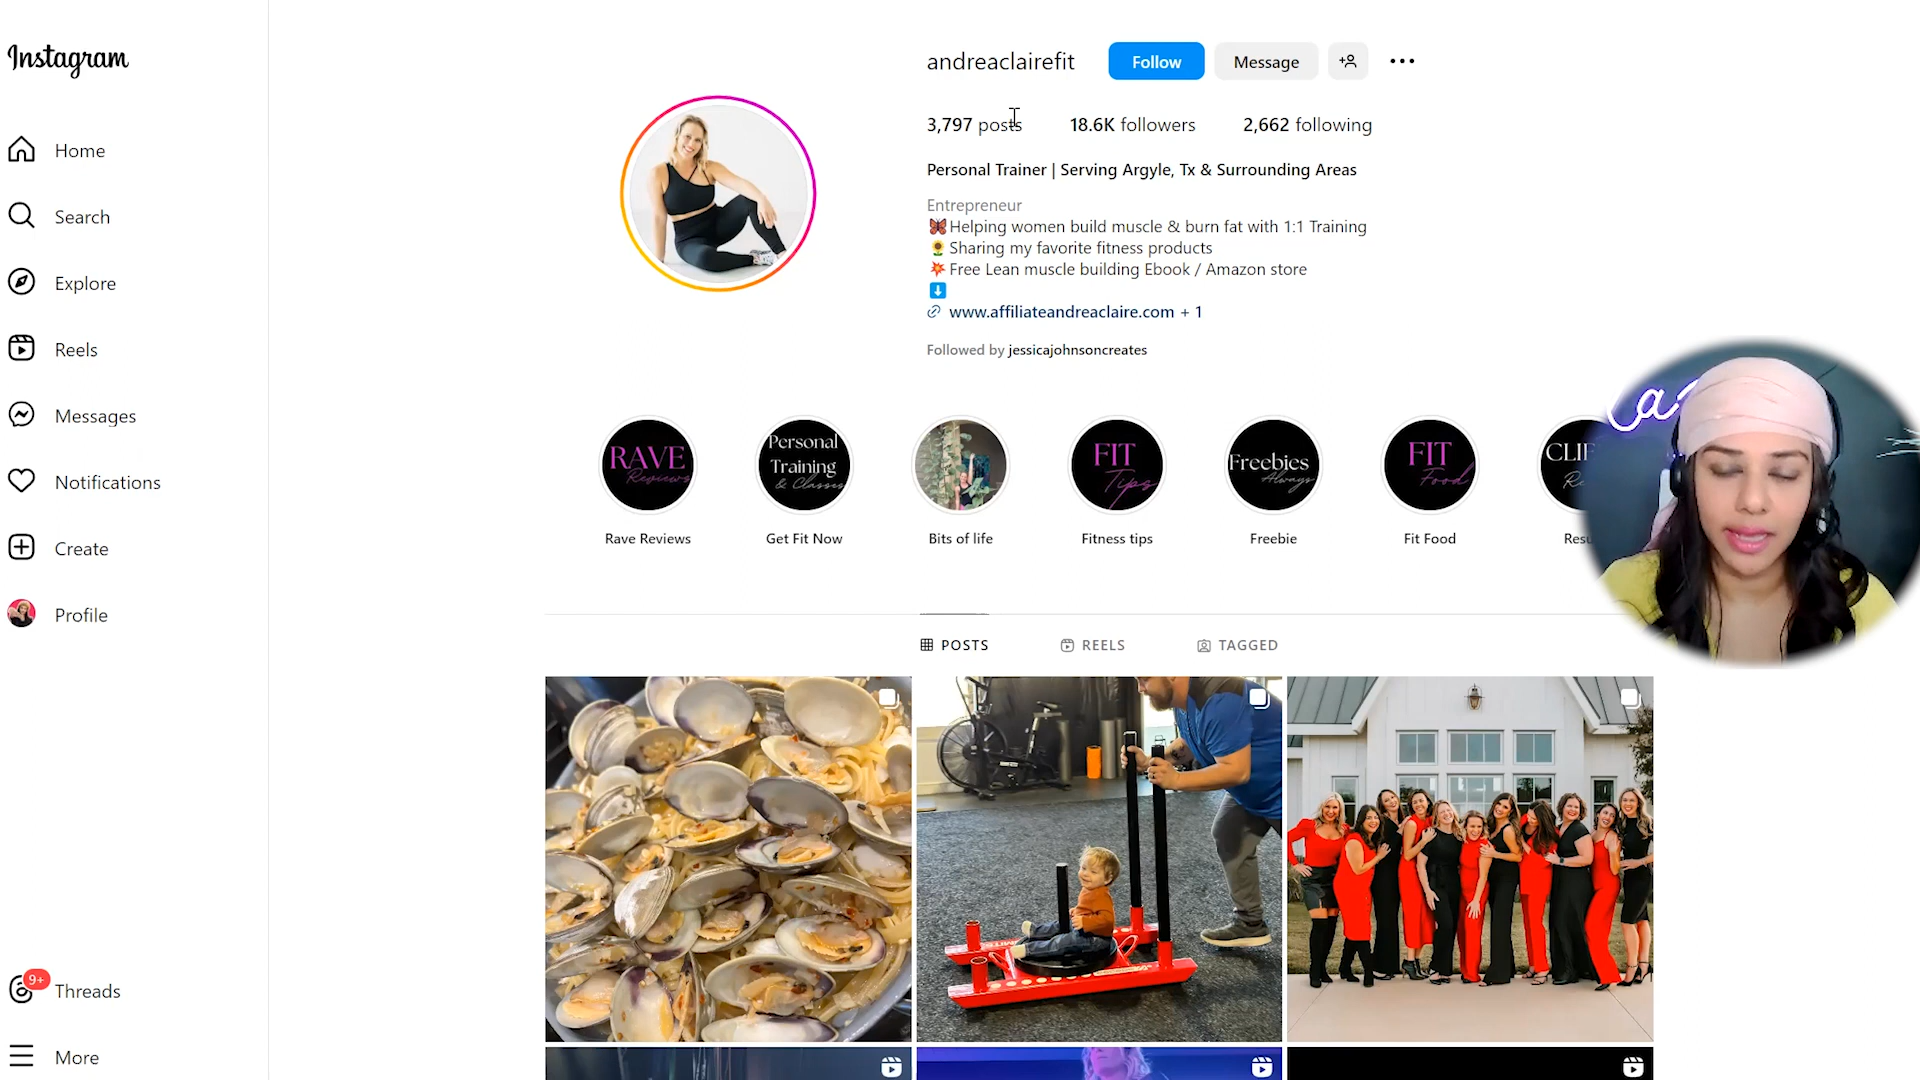 Instagram
Home
Search
Explore
Reels
Messages
Notifications
Create
Profile
9+
Threads
More
andreaclairefit
Follow
Message
3,797 posts
18.6K followers
2,662 following
Personal Trainer | Serving Argyle, Tx & Surrounding Areas
Entrepreneur
Helping women build muscle & burn fat with 1:1 Training
Sharing my favorite fitness products
Free Lean muscle building Ebook / Amazon store
www.affiliateandreaclaire.com + 1
Followed by jessicajohnsoncreates
RAVE
Reviews
Personal
Training
& Classes
FIT
Tips
Freebies
Always
FIT
Food
Rave Reviews
Get Fit Now
Bits of life
Fitness tips
Freebie
Fit Food
POSTS
REELS
TAGGED